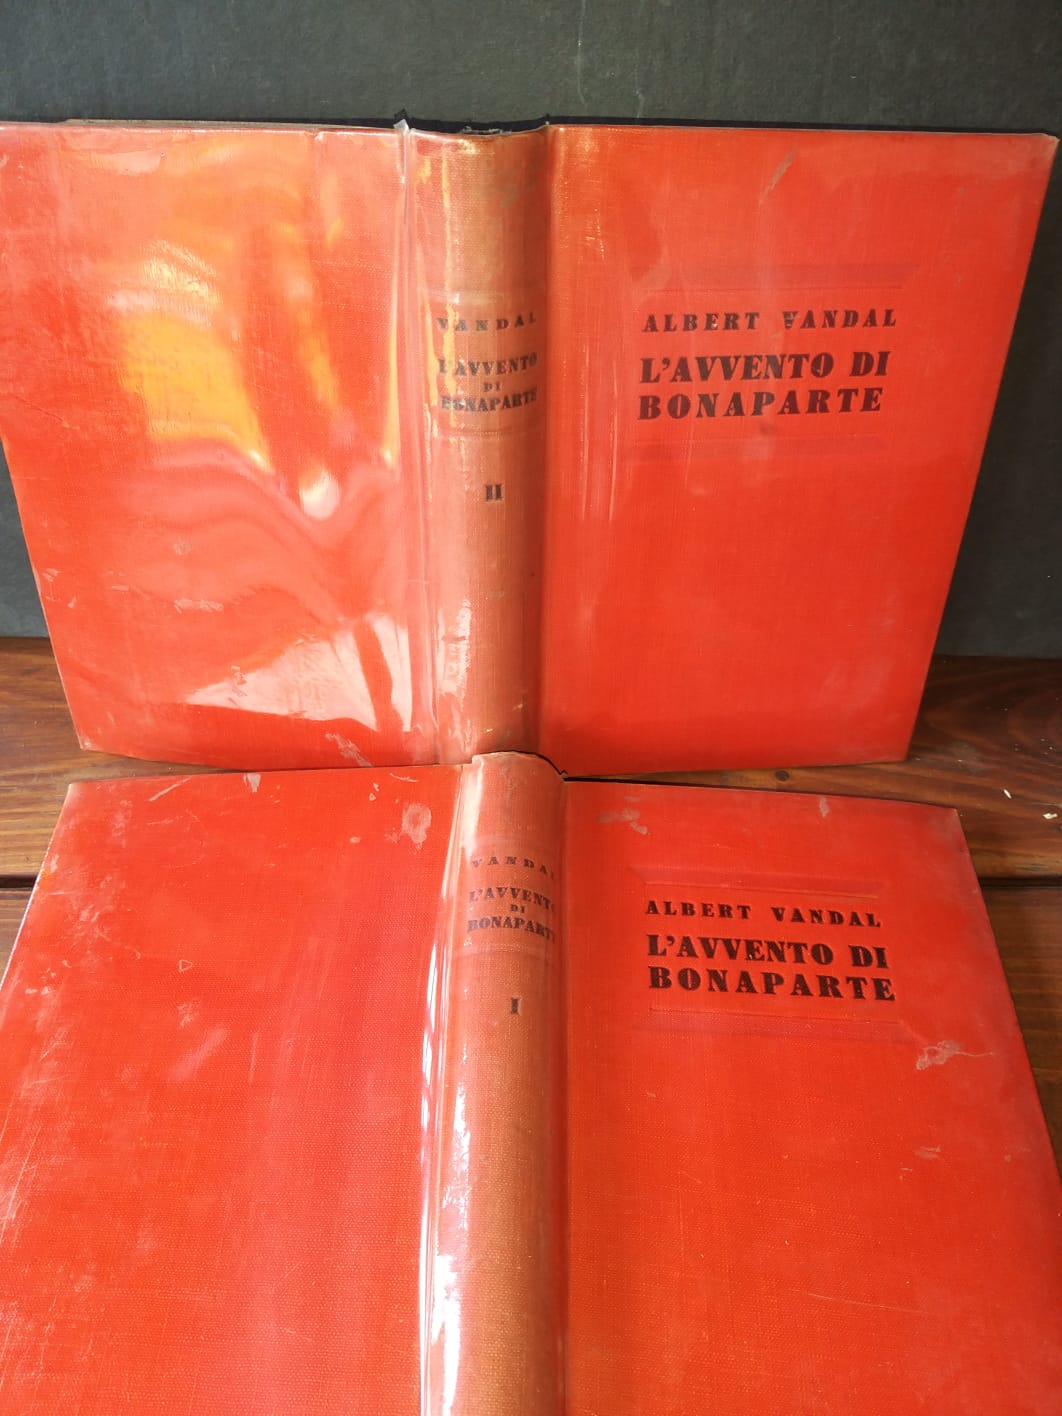 VANDAL
L'AVVENTO
DI
BONAPARTE
II
ALBERT VANDAL
L'AVVENTO DI
BONAPARTE
VANDAL
L'AVVENTO
DI
BONAPARTE
I
ALBERT VANDAL
L'AVVENTO DI
BONAPARTE